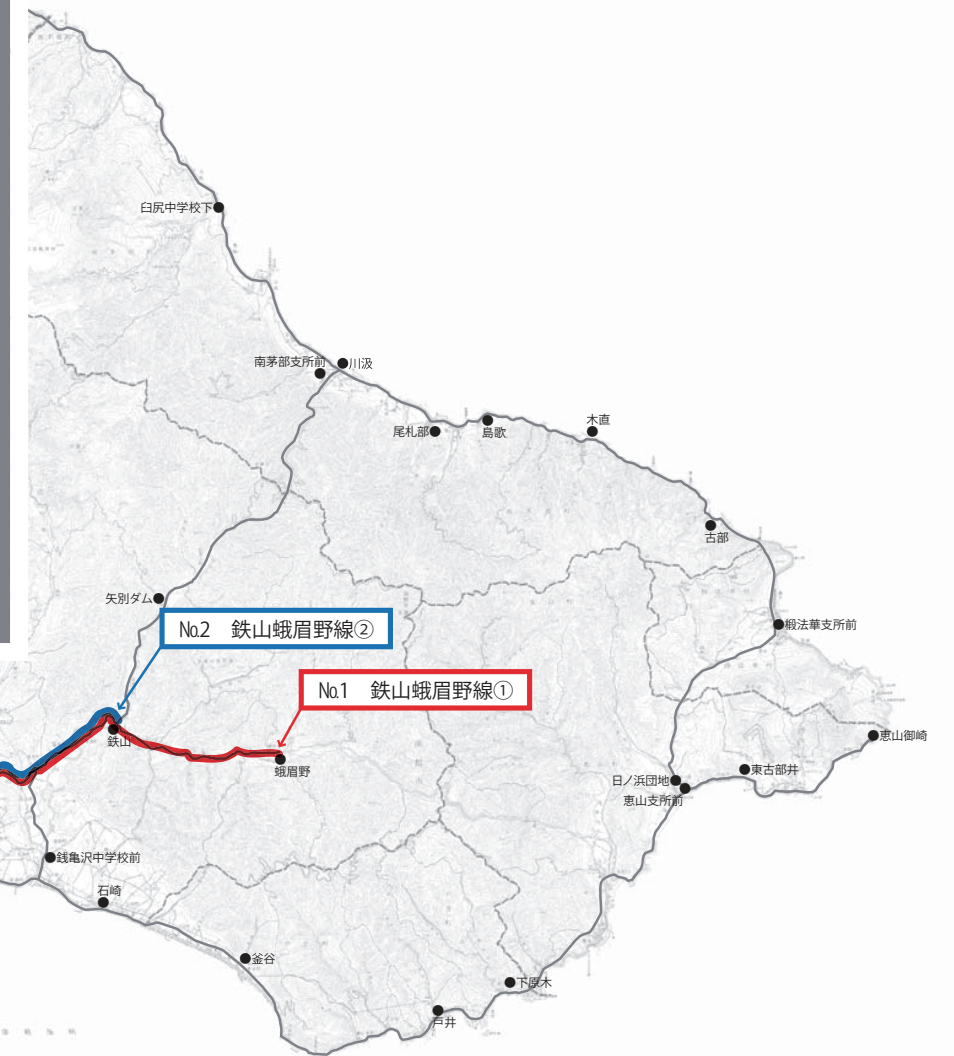 臼尻中学校下
南茅部支所前
川汲
尾札部
島歌
木直
古部
矢別ダム
№2 鉄山蛾眉野線②
椴法華支所前
№1 鉄山蛾眉野線①
鉄山
恵山御崎
蛾眉野
東古部井
日ノ浜団地
恵山支所前
銭亀沢中学校前
石崎
釜谷
下原木
戸井